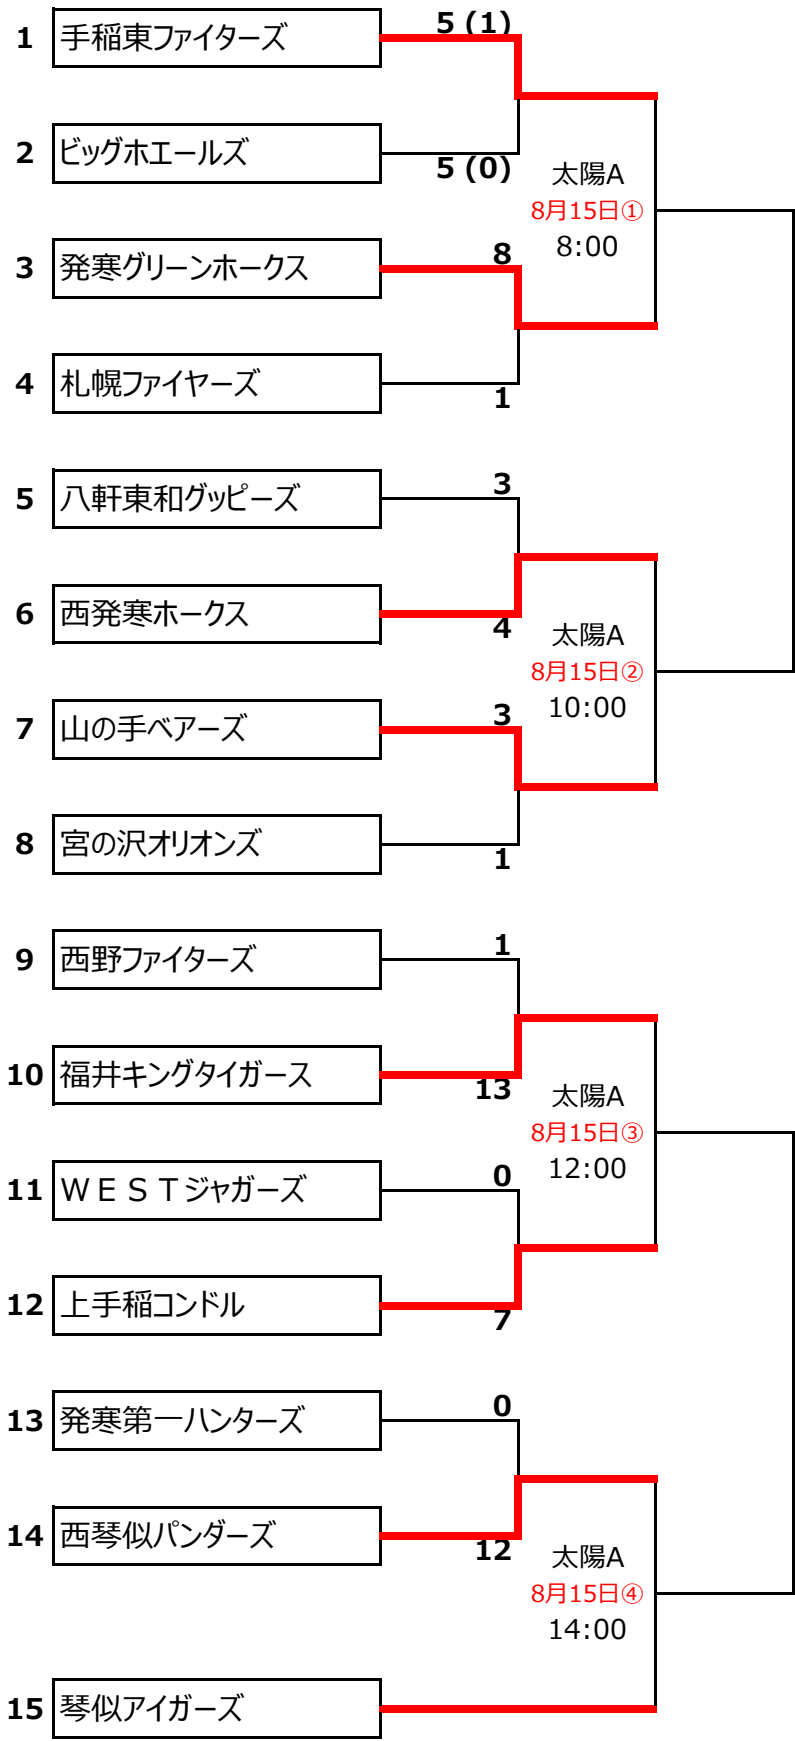 5 (1)
1 手稲東ファイターズ
2 ビッグホエールズ
5 (0)
太陽A
8月15日①
8:00
8
3 発寒グリーンホークス
4 札幌ファイヤーズ
1
3
5 八軒東和グッピーズ
6 西発寒ホークス
4
太陽A
8月15日②
10:00
3
7 山の手ベアーズ
8 宮の沢オリオンズ
1
1
9 西野ファイターズ
10 福井キングタイガース
13
太陽A
8月15日③
12:00
0
11 ＷＥＳＴジャガーズ
12 上手稲コンドル
7
0
13 発寒第一ハンターズ
14 西琴似パンダーズ
12
太陽A
8月15日④
14:00
15 琴似アイガーズ